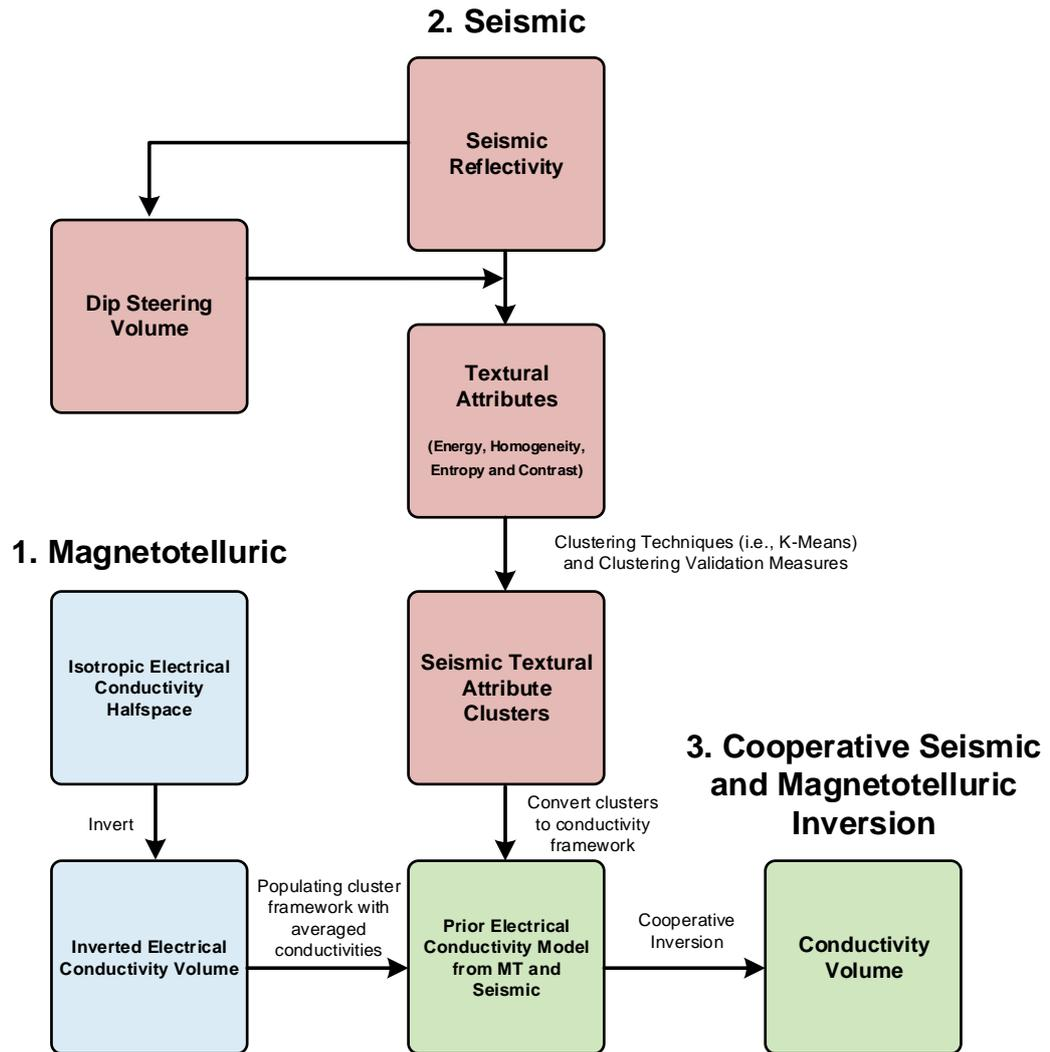 2. Seismic
Seismic
Reflectivity
Dip Steering
Volume
Textural
Attributes
(Energy, Homogeneity,
Entropy and Contrast)
Clustering Techniques (i.e., K-Means)
and Clustering Validation Measures
1. Magnetotelluric
Isotropic Electrical
Conductivity
Halfspace
Seismic Textural
Attribute
Clusters
3. Cooperative Seismic
and Magnetotelluric
Inversion
Invert
Convert clusters
to conductivity
framework
Inverted Electrical
Conductivity Volume
Populating cluster
framework with
averaged
conductivities
Prior Electrical
Conductivity Model
from MT and
Seismic
Cooperative
Inversion
Conductivity
Volume